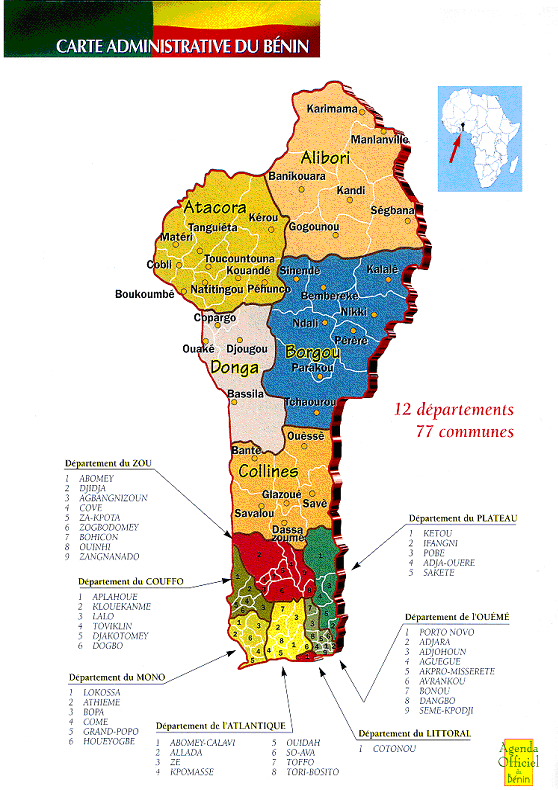 CARTE ADMINISTRATIVE DU BÉNIN
Karimama
Manlanville
Alibori
Banikouara
Kandi
Ségbana
Gogounou
Atacora
Kérou
Tanguiéta
Matéri
Toucountouna
Cobli
Kouandé
Natitingou
Péhunco
Boukoumbé
Sinendé
Kalalè
Bembèrèkè
Nikki
Ndali
Pèrèrè
Borgou
Parakou
Tchaourou
Copargo
Ouaké
Djougou
Donga
Bassila
12 départements
77 communes
Ouèssè
Bantè
Collines
Glazoué
Savè
Savalou
Dassa
zoumé
Département du ZOU
1 ABOMEY
2 DJIDJA
3 AGBANGNIZOUN
4 COVE
5 ZA-KPOTA
6 ZOGBODOMEY
7 BOHICON
8 OUINHI
9 ZANGNANADO
Département du PLATEAU
1 KETOU
2 IFANGNI
3 POBE
4 ADJA-OUERE
5 SAKETE
Département du COUFFO
1 APLAHOUE
2 KLOUEKANME
3 LALO
4 TOVIKLIN
5 DJAKOTOMEY
6 DOGBO
Département de l'OUÉMÉ
1 PORTO NOVO
2 ADJARA
3 ADJOHOUN
4 AGUEGUE
5 AKPRO-MISSERETE
6 AVRANKOU
7 BONOU
8 DANGBO
9 SEME-KPODJI
Département du MONO
1 LOKOSSA
2 ATHIEME
3 BOPA
4 COME
5 GRAND-POPO
6 HOUEYOGBE
Département de l'ATLANTIQUE
1 ABOMEY-CALAVI
2 ALLADA
3 ZE
4 KPOMASSE
5 OUIDAH
6 SO-AVA
7 TOFFO
8 TORI-BOSITO
Département du LITTORAL
1 COTONOU
Agenda
Officiel
du
Bénin